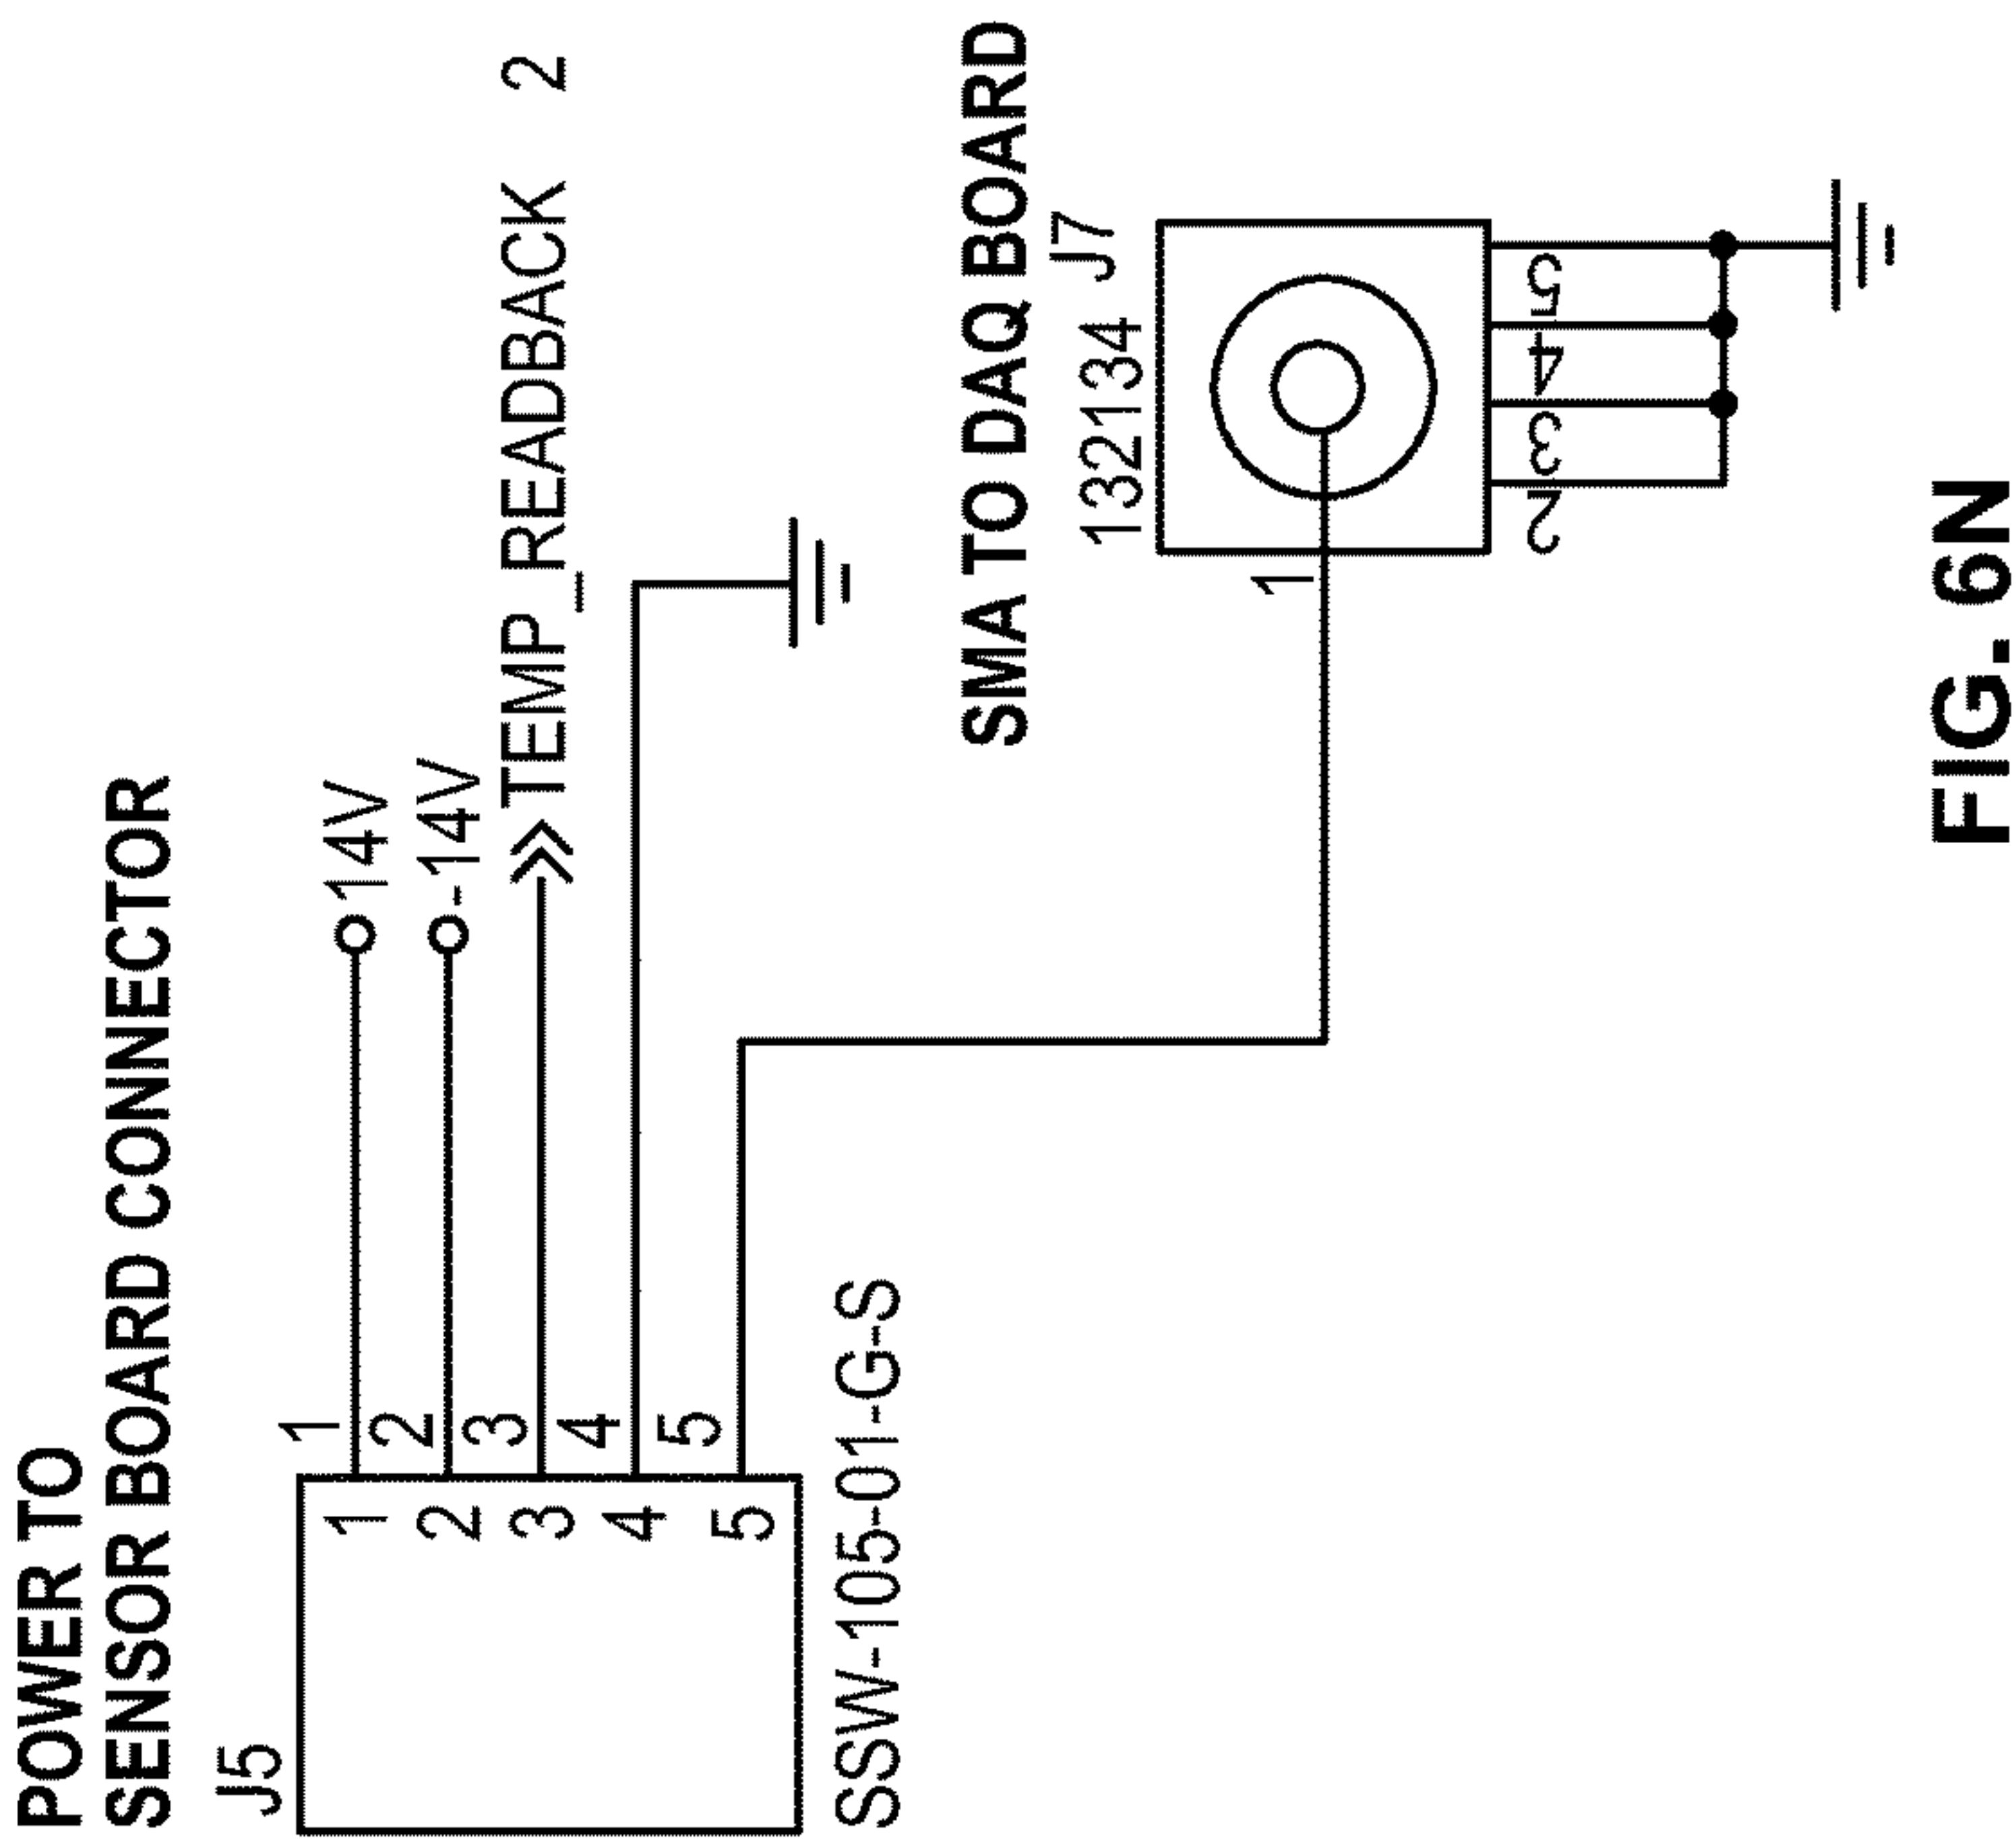 POWER TO
SENSOR BOARD CONNECTOR
J5
1 1 14V
2 2 -14V
3 3 TEMP_READBACK 2
4 4
5 5
SSW-105-01-G-S
SMA TO DAQ BOARD
J7
132134
1
2 3 4 5
FIG. 6N